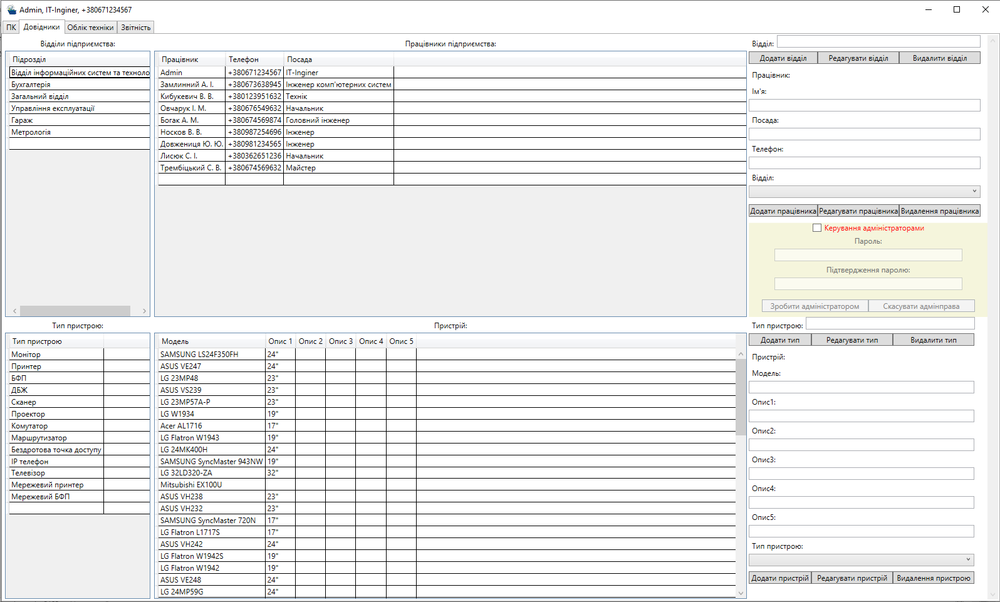 Admin, IT-Inginer, +380671234567
ПК Довідники Облік техніки Звітність
Відділи підприємства:
Підрозділ
Відділ інформаційних систем та техноло
Бухгалтерія
Загальний відділ
Управління експлуатації
Гараж
Метрологія
Працівники підприємства:
Працівник Телефон Посада
Admin +380671234567 IT-Inginer
Замлинний А. І. +380673638945 Інженер комп'ютерних систем
Кибукевич В. В. +380123951632 Технік
Овчарук І. М. +380676549632 Начальник
Богак А. М. +380674569874 Головний інженер
Носков В. В. +380987254696 Інженер
Довжениця Ю. Ю. +380981234565 Інженер
Лисюк С. І. +380362651236 Начальник
Трембіцький С. В. +380674569632 Майстер
Відділ:
Додати відділ Редагувати відділ Видалити відділ
Працівник:
Ім'я:
Посада:
Телефон:
Відділ:
Додати працівника Редагувати працівника Видалення працівника
Керування адміністраторами
Пароль:
Підтвердження паролю:
Зробити адміністратором Скасувати адмінправа
Тип пристрою:
Тип пристрою
Монітор
Принтер
БФП
ДБЖ
Сканер
Проектор
Комутатор
Маршрутизатор
Бездротова точка доступу
IP телефон
Телевізор
Мережевий принтер
Мережевий БФП
Пристрій:
Модель Опис 1 Опис 2 Опис 3 Опис 4 Опис 5
SAMSUNG LS24F350FH 24"
ASUS VE247 24"
LG 23MP48 23"
ASUS VS239 23"
LG 23MP57A-P 23"
LG W1934 19"
Acer AL1716 17"
LG Flatron W1943 19"
LG 24MK400H 24"
SAMSUNG SyncMaster 943NW 19"
LG 32LD320-ZA 32"
Mitsubishi EX100U
ASUS VH238 23"
ASUS VH232 23"
SAMSUNG SyncMaster 720N 17"
LG Flatron L1717S 17"
ASUS VH242 24"
LG Flatron W1942S 19"
LG Flatron W1942 19"
ASUS VE248 24"
LG 24MP59G 24"
Тип пристрою:
Додати тип Редагувати тип Видалити тип
Пристрій:
Модель:
Опис1:
Опис2:
Опис3:
Опис4:
Опис5:
Тип пристрою:
Додати пристрій Редагувати пристрій Видалення пристрою